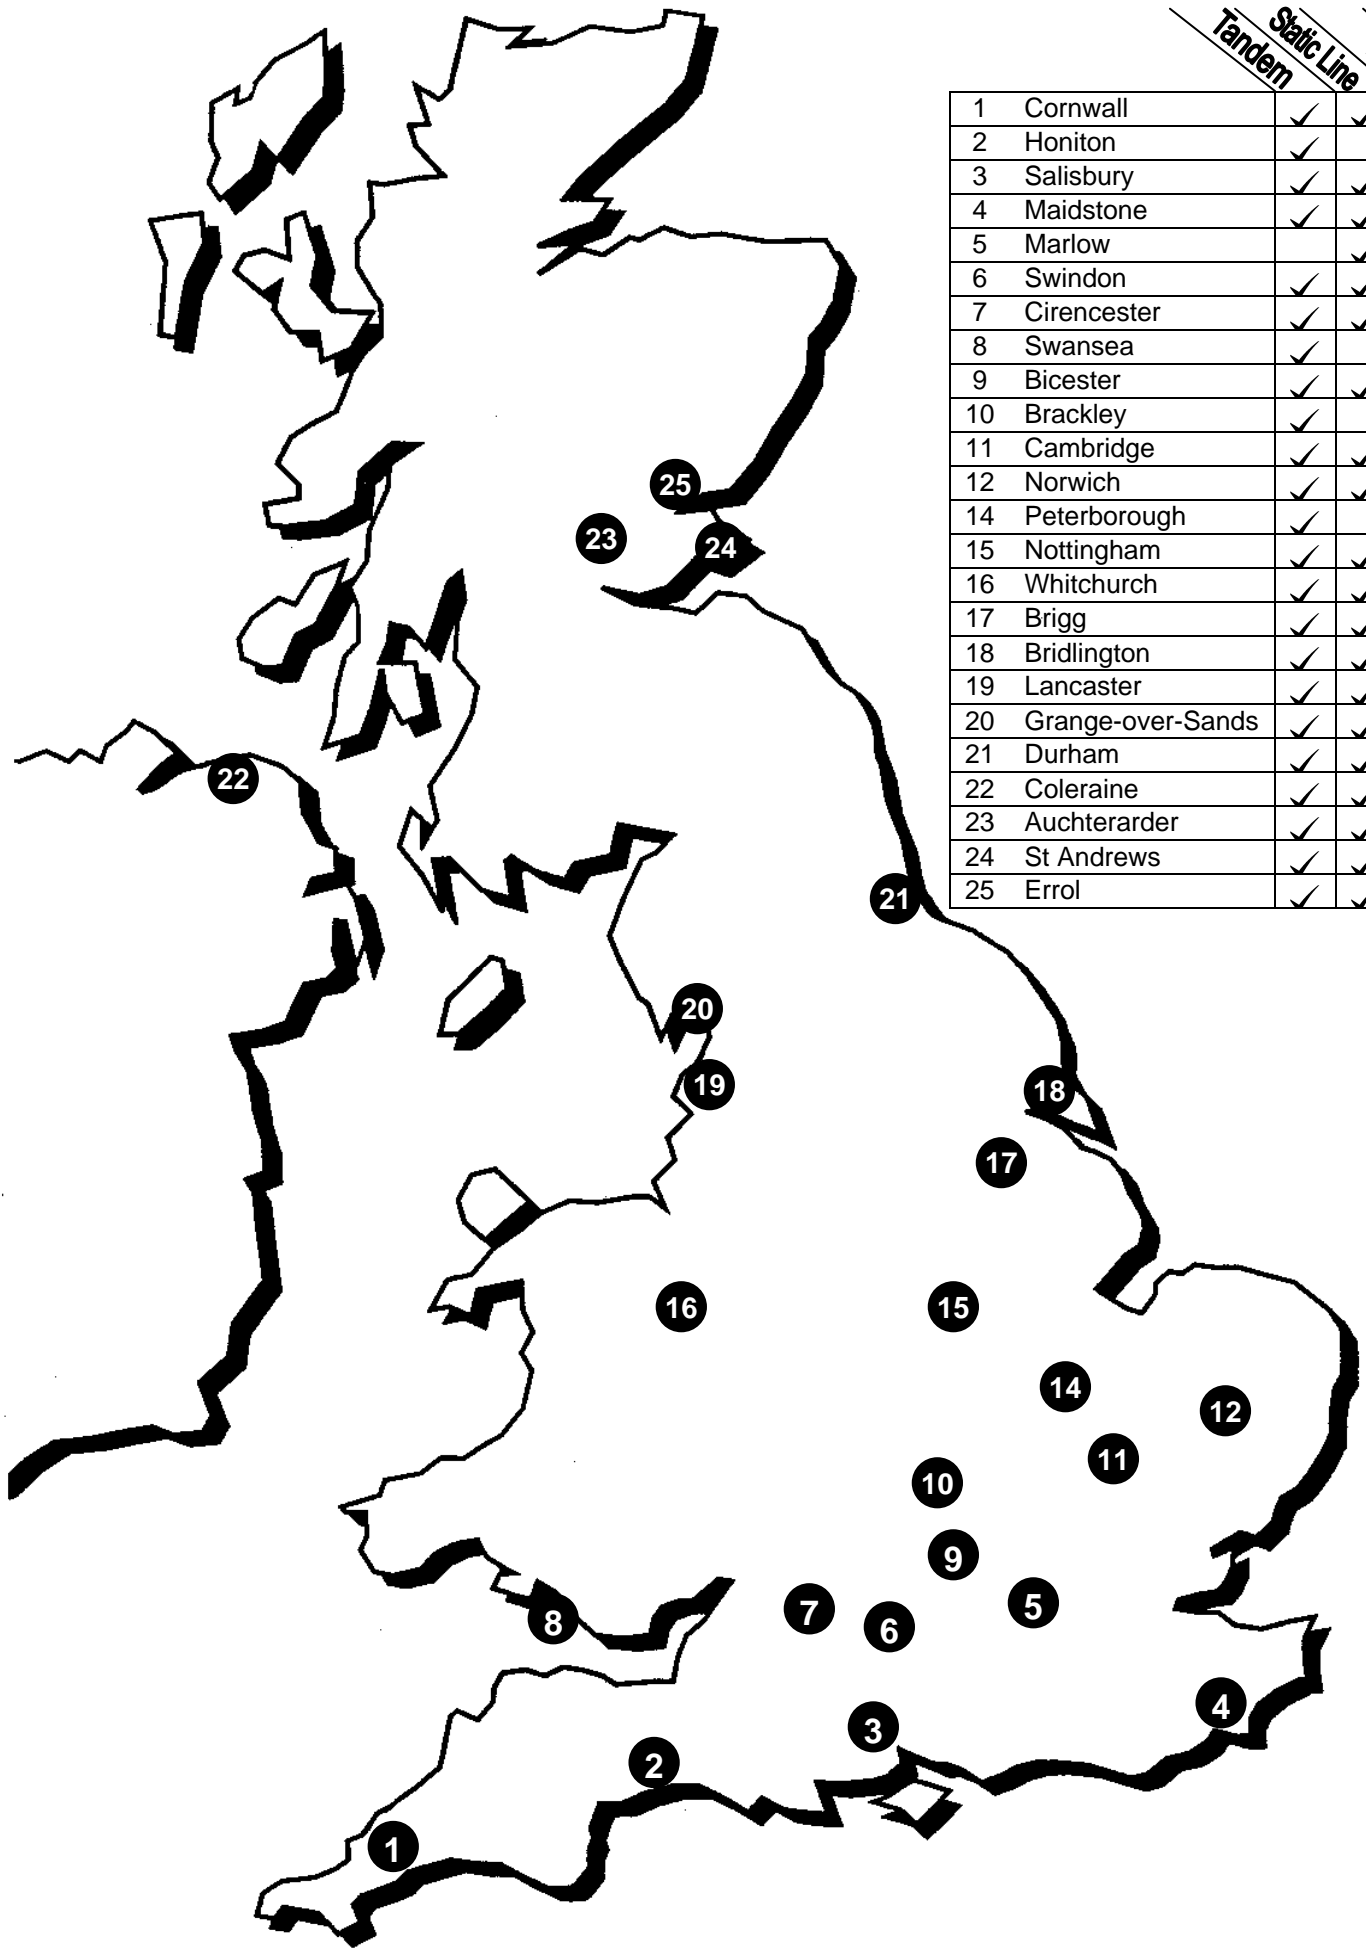 Tandem
Static Line
1 Cornwall ✓ ✓
2 Honiton ✓
3 Salisbury ✓ ✓
4 Maidstone ✓ ✓
5 Marlow ✓
6 Swindon ✓ ✓
7 Cirencester ✓ ✓
8 Swansea ✓
9 Bicester ✓ ✓
10 Brackley ✓
11 Cambridge ✓ ✓
12 Norwich ✓ ✓
14 Peterborough ✓
15 Nottingham ✓ ✓
16 Whitchurch ✓ ✓
17 Brigg ✓ ✓
18 Bridlington ✓ ✓
19 Lancaster ✓ ✓
20 Grange-over-Sands ✓ ✓
21 Durham ✓ ✓
22 Coleraine ✓ ✓
23 Auchterarder ✓ ✓
24 St Andrews ✓ ✓
25 Errol ✓ ✓
25
23
24
22
21
20
19
18
17
16
15
14
12
11
10
9
8
7
6
5
4
3
2
1